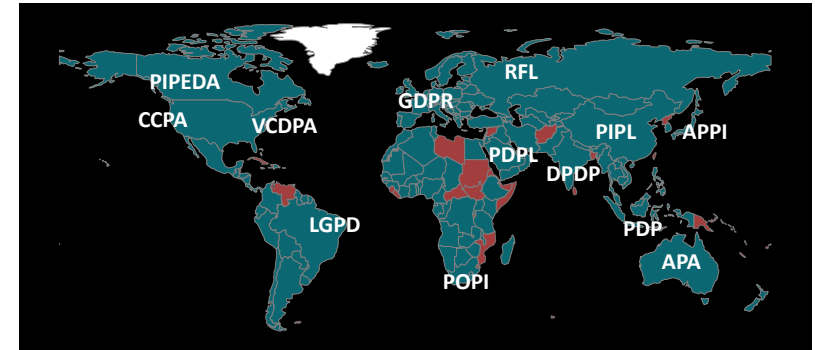 RFL
PIPEDA
GDPR
CCPA
VCDPA
PIPL
APPI
PDPL
DPDP
LGPD
PDP
APA
POPI